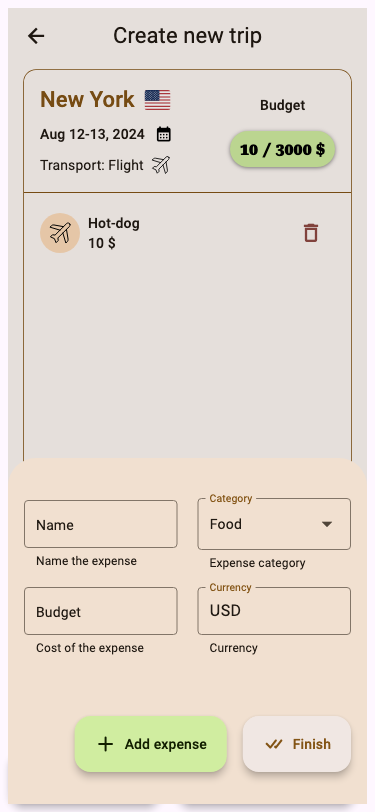 Create new trip
New York
Budget
Aug 12-13, 2024
10 / 3000 $
Transport: Flight
Hot-dog
10 $
Category
Name
Food
Name the expense
Expense category
Currency
Budget
USD
Cost of the expense
Currency
Add expense
Finish